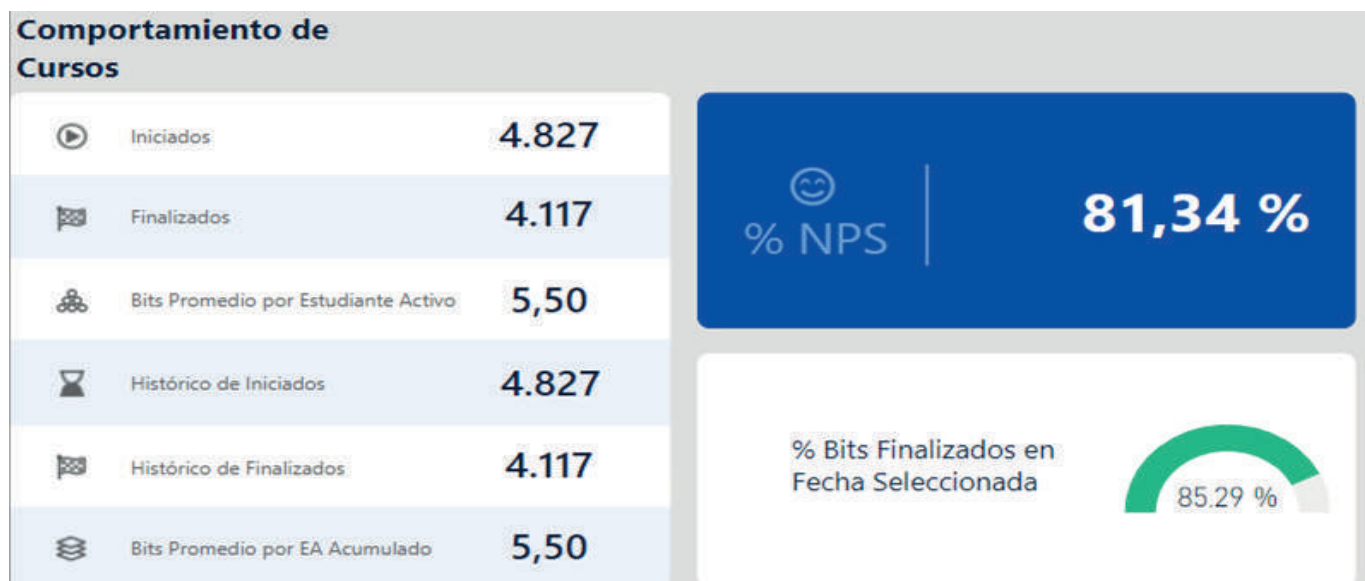 Comportamiento de
Cursos
Iniciados 4.827
Finalizados 4.117
Bits Promedio por Estudiante Activo 5,50
Histórico de Iniciados 4.827
Histórico de Finalizados 4.117
Bits Promedio por EA Acumulado 5,50
% NPS 81,34 %
% Bits Finalizados en
Fecha Seleccionada
85.29 %